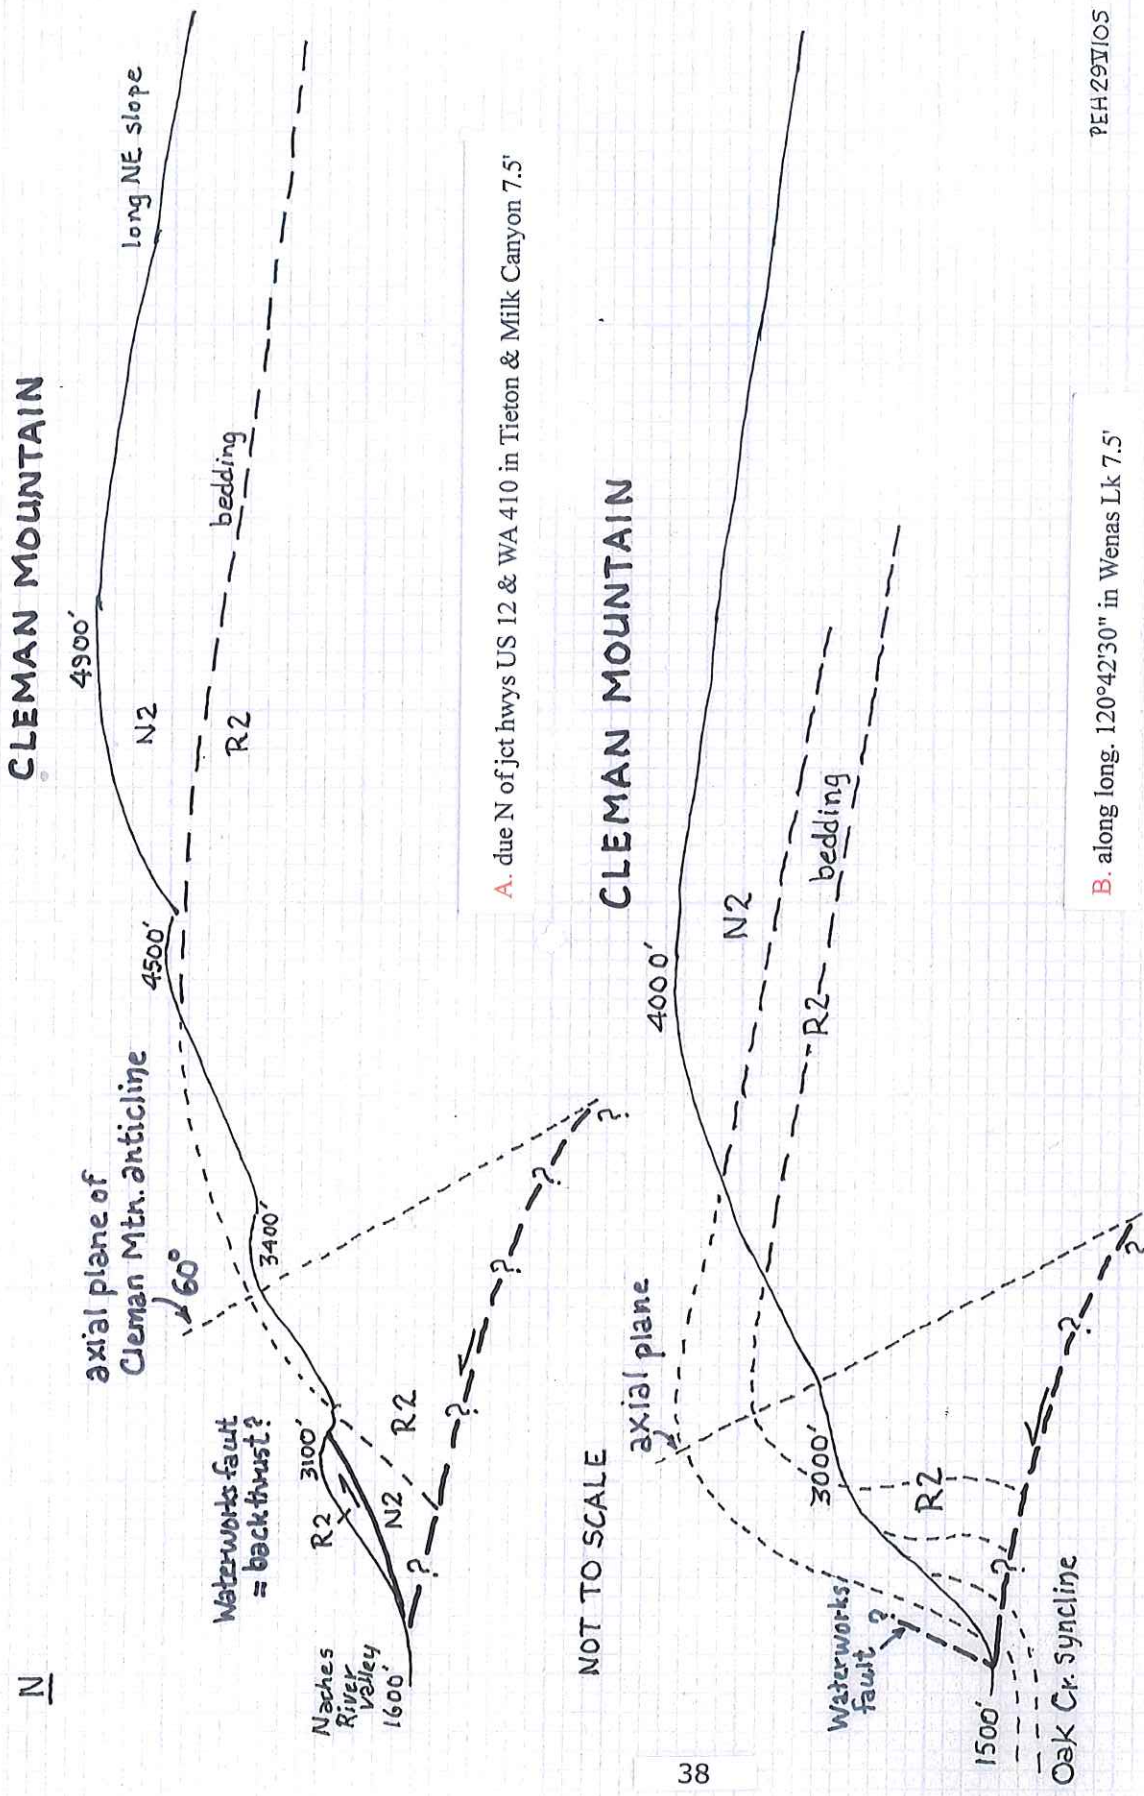 N
CLEMAN MOUNTAIN
axial plane of
Cleman Mtn. anticline
60°
4500'
4900'
long NE slope
N2
R2
bedding
3400'
Waterworks fault
= backthrust?
3100'
R2
N2
R2
Naches
River
valley
1600'
?
?
?
?
?
A. due N of jct hwys US 12 & WA 410 in Tieton & Milk Canyon 7.5'
NOT TO SCALE
CLEMAN MOUNTAIN
axial plane
4000'
N2
R2
bedding
Waterworks
fault
?
3000'
R2
1500'
?
?
?
Oak Cr. Syncline
B. along long. 120°42'30" in Wenas Lk 7.5'
PEH29VI05
38